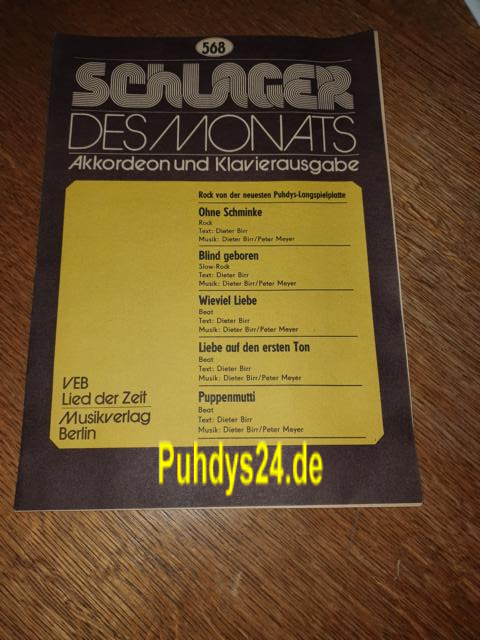 568
SCHLAGER
DES MONATS
Akkordeon und Klavierausgabe
Rock von der neuesten Puhdys-Langspielplatte
Ohne Schminke
Rock
Text: Dieter Birr
Musik: Dieter Birr/Peter Meyer
Blind geboren
Slow-Rock
Text: Dieter Birr
Musik: Dieter Birr/Peter Meyer
Wieviel Liebe
Beat
Text: Dieter Birr
Musik: Dieter Birr/Peter Meyer
Liebe auf den ersten Ton
Beat
Text: Dieter Birr
Musik: Dieter Birr/Peter Meyer
Puppenmutti
Beat
Text: Dieter Birr
Musik: Dieter Birr/Peter Meyer
VEB
Lied der Zeit
Musikverlag
Berlin
Puhdys24.de